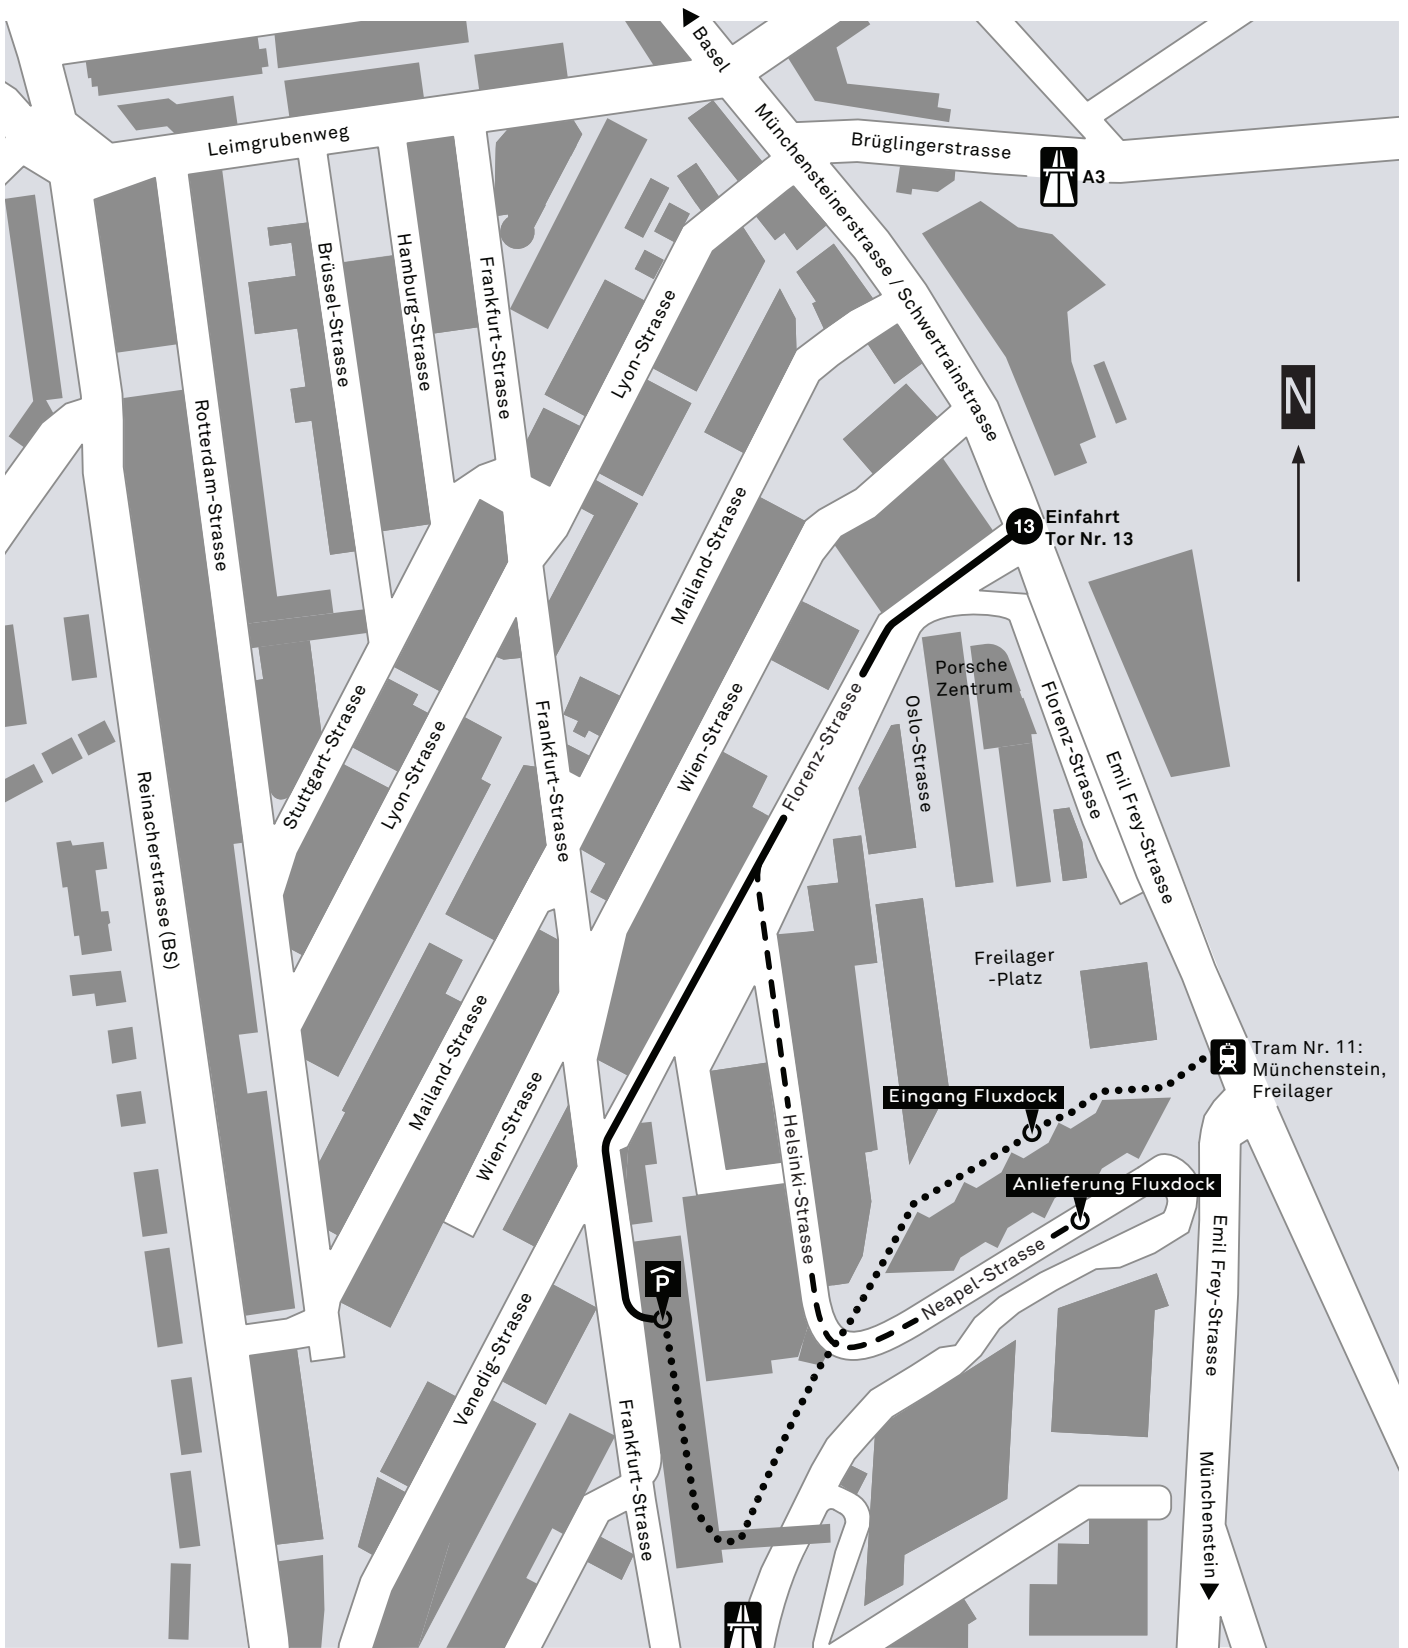 Basel
Leimgrubenweg
Münchensteinerstrasse / Schwertrainstrasse
Brüglingerstrasse
A3
Brüssel-Strasse
Hamburg-Strasse
Frankfurt-Strasse
Lyon-Strasse
Rotterdam-Strasse
N
Mailand-Strasse
13
Einfahrt
Tor Nr. 13
Porsche
Zentrum
Stuttgart-Strasse
Lyon-Strasse
Frankfurt-Strasse
Wien-Strasse
Florenz-Strasse
Oslo-Strasse
Florenz-Strasse
Emil Frey-Strasse
Reinacherstrasse (BS)
Freilager
-Platz
Mailand-Strasse
Wien-Strasse
Tram Nr. 11:
Münchenstein,
Freilager
Eingang Fluxdock
Helsinki-Strasse
Anlieferung Fluxdock
Emil Frey-Strasse
Neapel-Strasse
P
Venedig-Strasse
Frankfurt-Strasse
Münchenstein